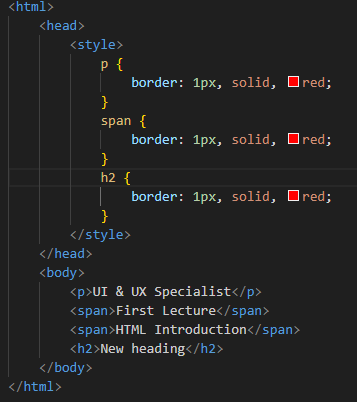 <html>
<head>
<style>
p {
border: 1px, solid, red;
}
span {
border: 1px, solid, red;
}
h2 {
border: 1px, solid, red;
}
</style>
</head>
<body>
<p>UI & UX Specialist</p>
<span>First Lecture</span>
<span>HTML Introduction</span>
<h2>New heading</h2>
</body>
</html>